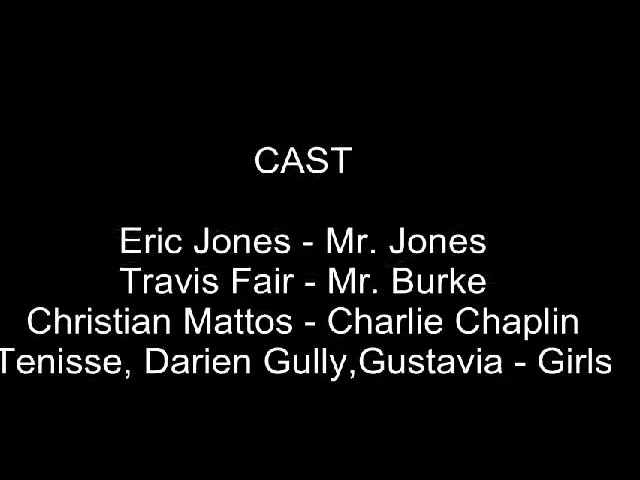 CAST
Eric Jones - Mr. Jones
Travis Fair - Mr. Burke
Christian Mattos - Charlie Chaplin
Tenisse, Darien Gully,Gustavia - Girls